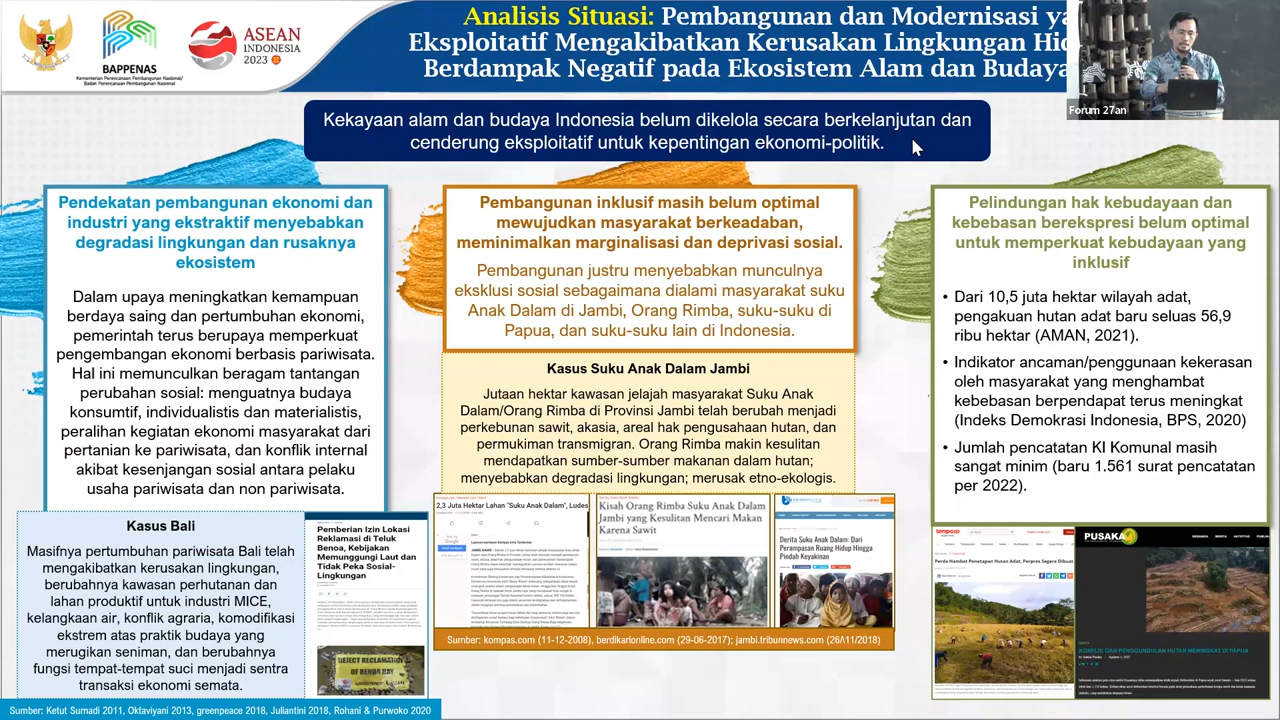 BAPPENAS
Kementerian Perencanaan Pembangunan Nasional/
Badan Perencanaan Pembangunan Nasional
ASEAN
INDONESIA
2023
Analisis Situasi: Pembangunan dan Modernisasi ya
Eksploitatif Mengakibatkan Kerusakan Lingkungan Hid
Berdampak Negatif pada Ekosistem Alam dan Budaya
Forum 27an
Kekayaan alam dan budaya Indonesia belum dikelola secara berkelanjutan dan
cenderung eksploitatif untuk kepentingan ekonomi-politik.
Pendekatan pembangunan ekonomi dan
industri yang ekstraktif menyebabkan
degradasi lingkungan dan rusaknya
ekosistem
Dalam upaya meningkatkan kemampuan
berdaya saing dan pertumbuhan ekonomi,
pemerintah terus berupaya memperkuat
pengembangan ekonomi berbasis pariwisata.
Hal ini memunculkan beragam tantangan
perubahan sosial: menguatnya budaya
konsumtif, individualistis dan materialistis,
peralihan kegiatan ekonomi masyarakat dari
pertanian ke pariwisata, dan konflik internal
akibat kesenjangan sosial antara pelaku
usaha pariwisata dan non pariwisata.
Kasus Bali
Masifnya pertumbuhan pariwisata Bali telah
mengakibatkan kerusakan lingkungan,
berubahnya kawasan perhutanan dan
lahan produktif untuk industri MICE,
kelangkaan air, konflik agraria, komodifikasi
ekstrem atas praktik budaya yang
merugikan seniman, dan berubahnya
fungsi tempat-tempat suci menjadi sentra
transaksi ekonomi semata.
Pemberian Izin Lokasi
Reklamasi di Teluk
Benoa: Kebijakan
Memunggungi Laut dan
Tidak Peka Sosial-
Lingkungan
REJECT RECLAMATION
OF BENOA BAY
Sumber: Ketut Sumadi 2011, Oktaviyani 2013, greenpeace 2018. Juliantini 2018, Rohani & Purwoko 2020
Pembangunan inklusif masih belum optimal
mewujudkan masyarakat berkeadaban,
meminimalkan marginalisasi dan deprivasi sosial.
Pembangunan justru menyebabkan munculnya
eksklusi sosial sebagaimana dialami masyarakat suku
Anak Dalam di Jambi, Orang Rimba, suku-suku di
Papua, dan suku-suku lain di Indonesia.
Kasus Suku Anak Dalam Jambi
Jutaan hektar kawasan jelajah masyarakat Suku Anak
Dalam/Orang Rimba di Provinsi Jambi telah berubah menjadi
perkebunan sawit, akasia, areal hak pengusahaan hutan, dan
permukiman transmigran. Orang Rimba makin kesulitan
mendapatkan sumber-sumber makanan dalam hutan;
menyebabkan degradasi lingkungan; merusak etno-ekologis.
2,3 Juta Hektar Lahan "Suku Anak Dalam", Ludes
Kisah Orang Rimba Suku Anak Dalam
Jambi yang Kesulitan Mencari Makan
Karena Sawit
Derita Suku Anak Dalam: Dari
Perampasan Ruang Hidup Hingga
Pindah Keyakinan
Sumber: kompas.com (11-12-2008), berdikarionline.com (29-06-2017); jambi.tribunnews.com (26/11/2018)
Pelindungan hak kebudayaan dan
kebebasan berekspresi belum optimal
untuk memperkuat kebudayaan yang
inklusif
• Dari 10,5 juta hektar wilayah adat,
pengakuan hutan adat baru seluas 56,9
ribu hektar (AMAN, 2021).
• Indikator ancaman/penggunaan kekerasan
oleh masyarakat yang menghambat
kebebasan berpendapat terus meningkat
(Indeks Demokrasi Indonesia, BPS, 2020)
• Jumlah pencatatan KI Komunal masih
sangat minim (baru 1.561 surat pencatatan
per 2022).
tempo.co
Perda Hambat Penetapan Hutan Adat, Perpres Segera Dibuat
PUSAKA
BERANDA BERITA AKTIVITAS
KONFLIK DAN PENGGUNDULAN HUTAN MENINGKAT DI PAPUA